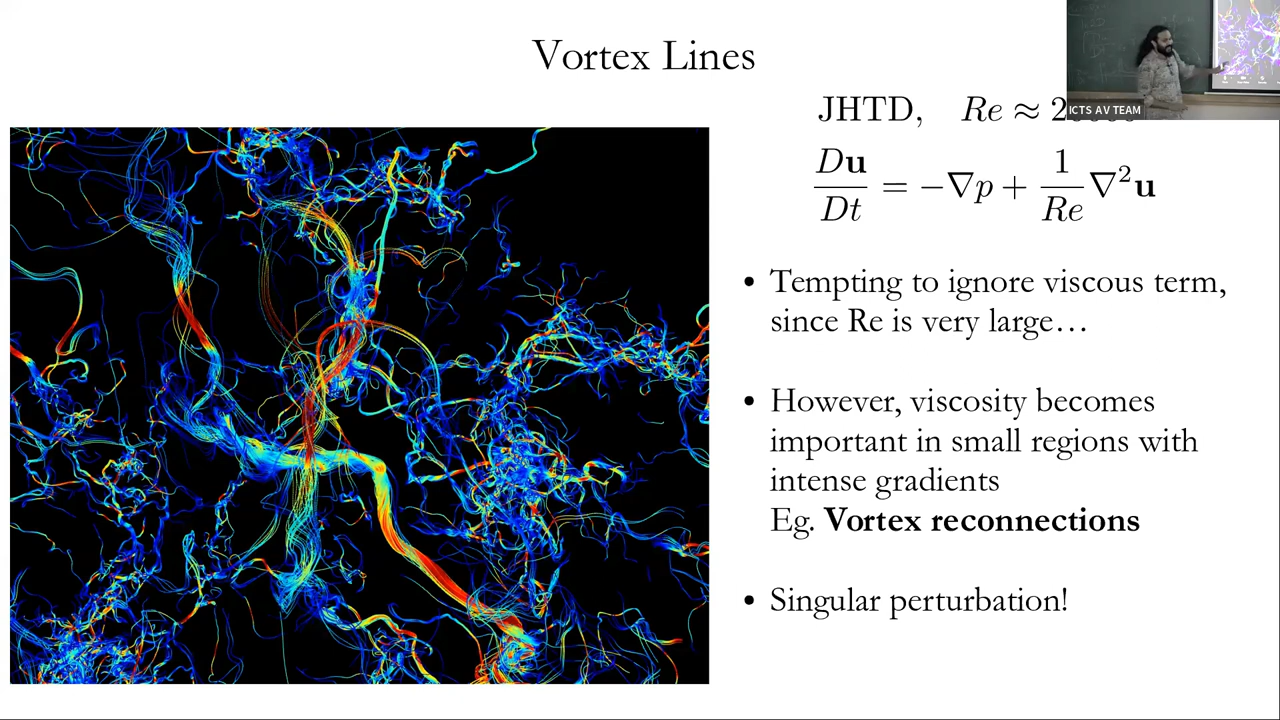 Vortex Lines
ICTS AV TEAM
JHTD, Re ≈ 2
Du/Dt = −∇p + 1/Re ∇²u
• Tempting to ignore viscous term,
since Re is very large…
• However, viscosity becomes
important in small regions with
intense gradients
Eg. Vortex reconnections
• Singular perturbation!